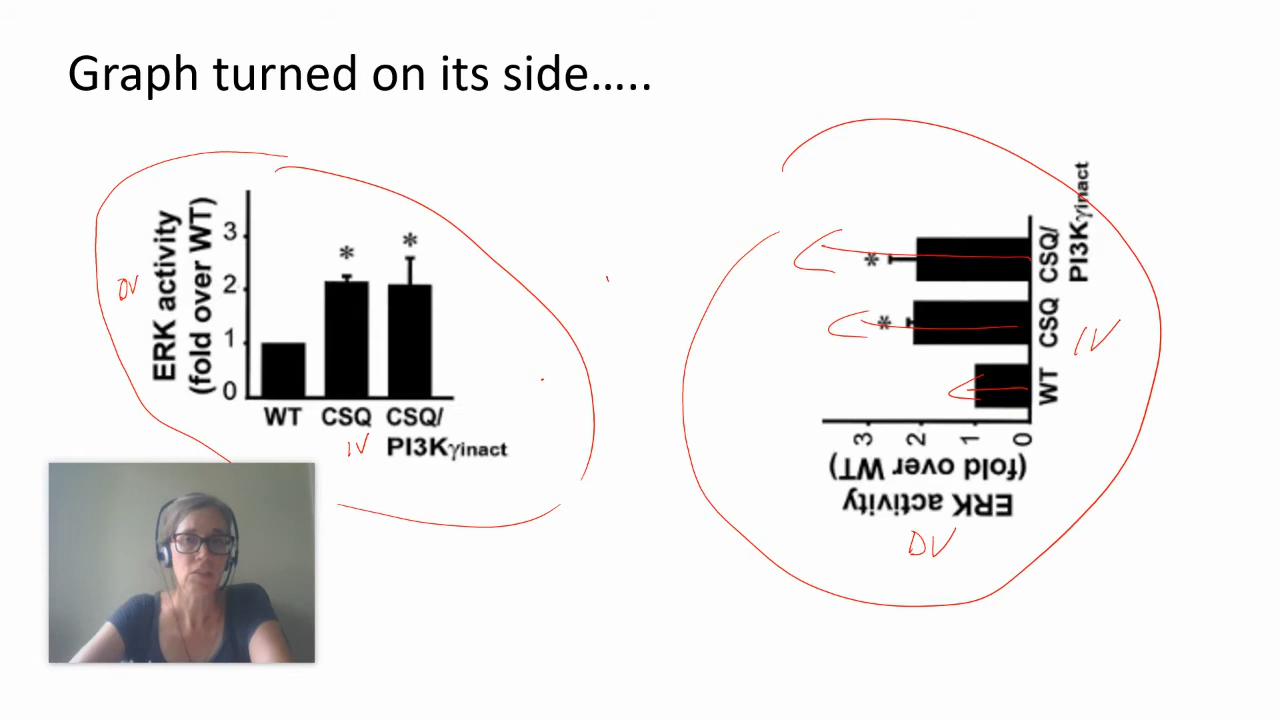 Graph turned on its side…..
ERK activity
(fold over WT)
3
2
1
0
*
*
WT CSQ CSQ/
PI3Kγinact
DV
IV
*
*
CSQ/
PI3Kγinact
CSQ
WT
IV
3 2 1 0
(fold over WT)
ERK activity
DV